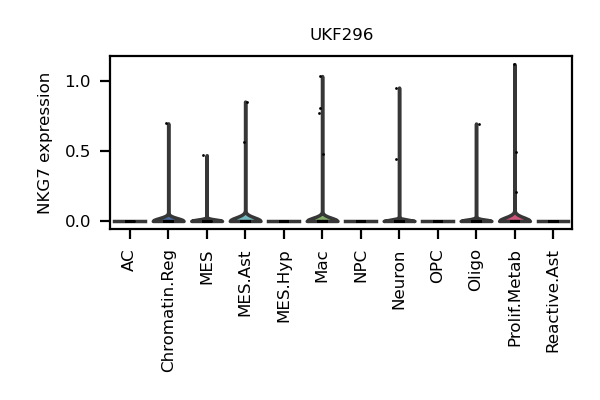 UKF296
NKG7 expression
1.0
0.5
0.0
AC
Chromatin.Reg
MES
MES.Ast
MES.Hyp
Mac
NPC
Neuron
OPC
Oligo
Prolif.Metab
Reactive.Ast